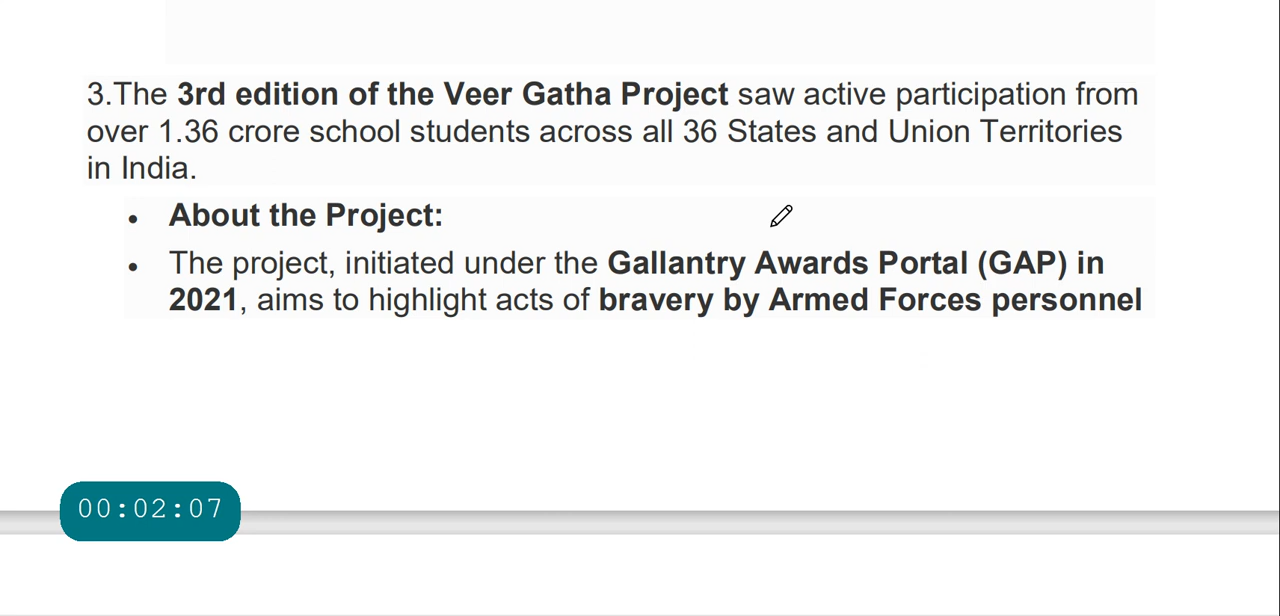 3.The 3rd edition of the Veer Gatha Project saw active participation from
over 1.36 crore school students across all 36 States and Union Territories
in India.
• About the Project:
• The project, initiated under the Gallantry Awards Portal (GAP) in
2021, aims to highlight acts of bravery by Armed Forces personnel
00:02:07